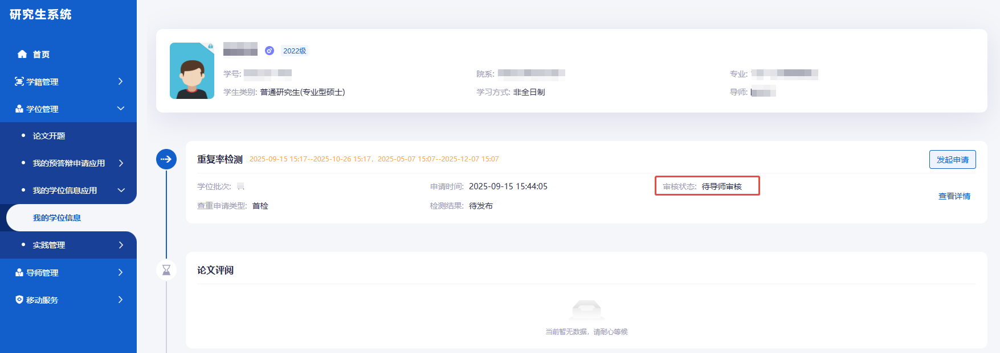 研究生系统
首页
学籍管理
学位管理
论文开题
我的预答辩申请应用
我的学位信息应用
我的学位信息
实践管理
导师管理
移动服务
2022级
学号:
院系:
专业:
学生类别: 普通研究生(专业型硕士)
学习方式: 非全日制
导师:
重复率检测 2025-09-15 15:17--2025-10-26 15:17，2025-05-07 15:07--2025-12-07 15:07
发起申请
学位批次:
申请时间: 2025-09-15 15:44:05
审核状态: 待导师审核
查重申请类型: 首检
检测结果: 待发布
查看详情
论文评阅
当前暂无数据，请耐心等候